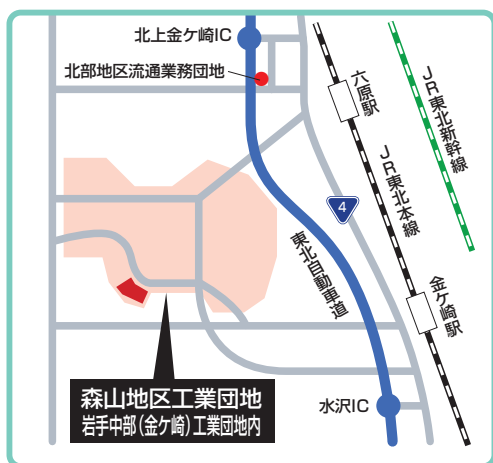 北上金ケ崎IC
北部地区流通業務団地
六原駅
JR東北新幹線
JR東北本線
4
東北自動車道
金ケ崎駅
森山地区工業団地
岩手中部(金ケ崎)工業団地内
水沢IC